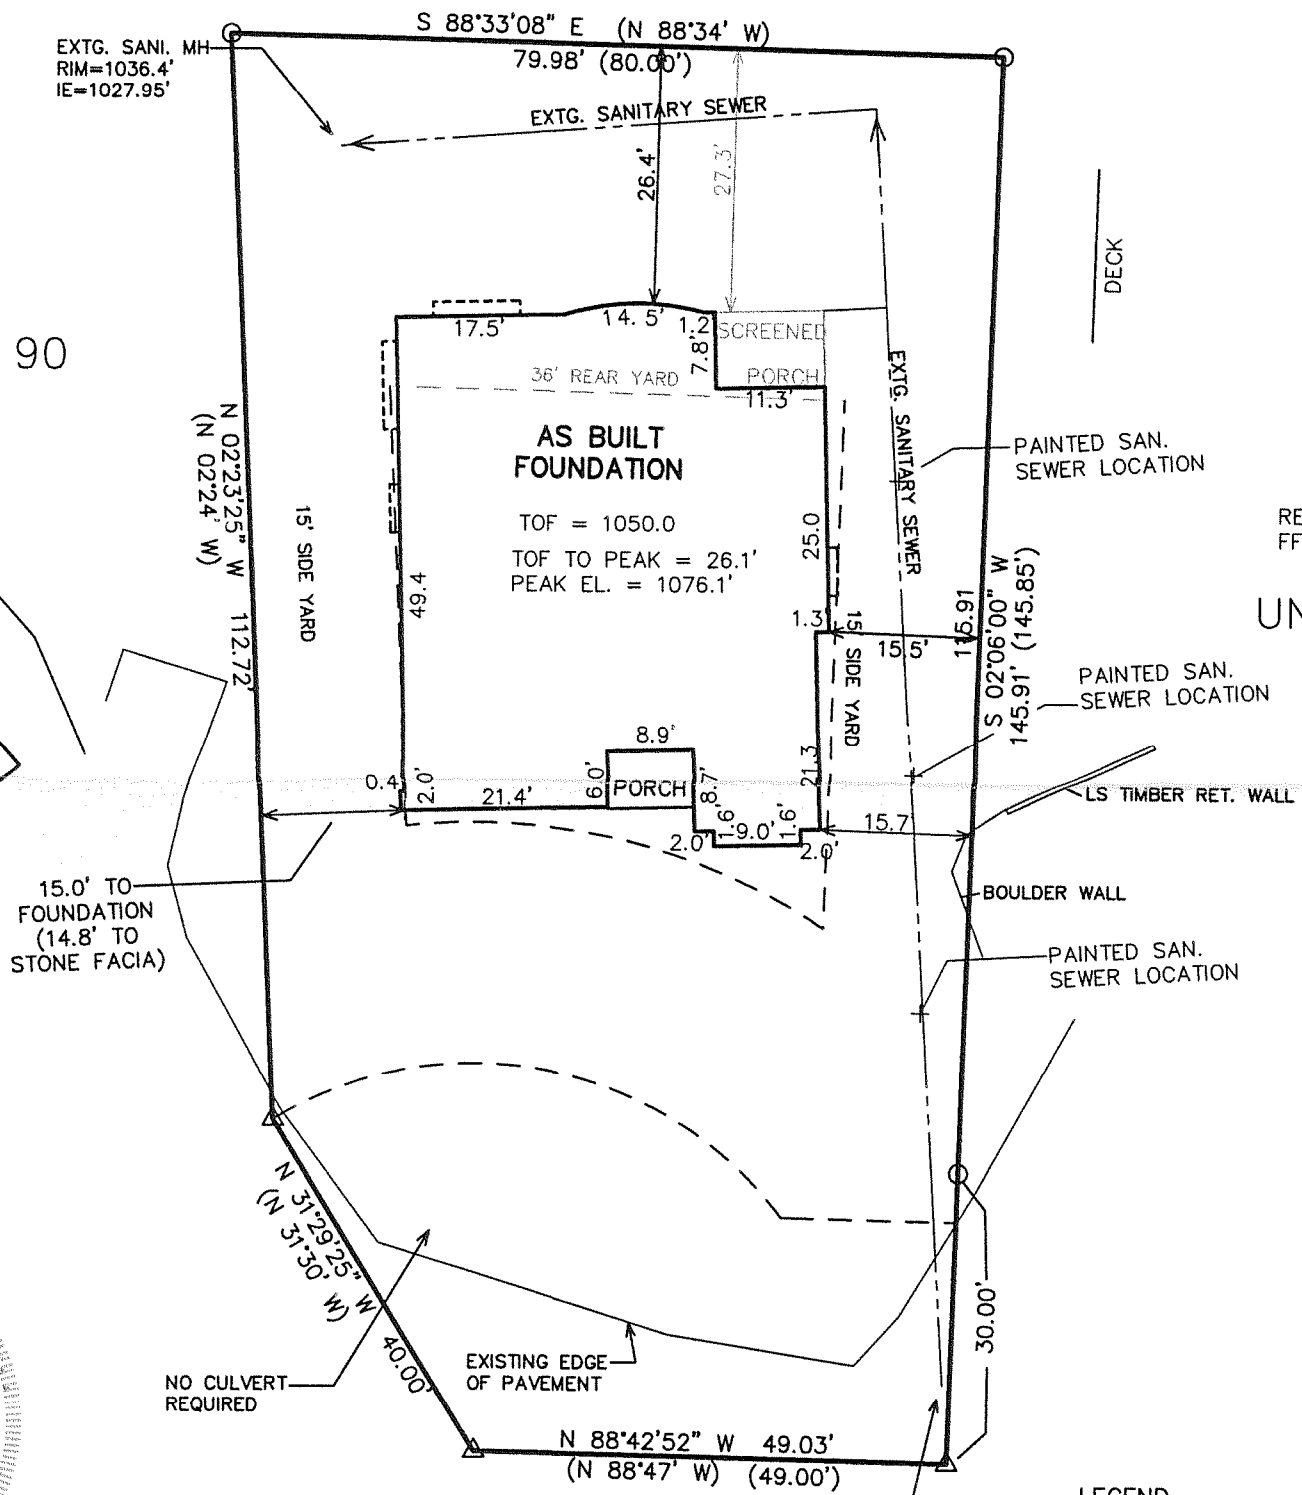 S 88°33'08" E (N 88°34' W)
79.98' (80.00')
EXTG. SANI. MH
RIM=1036.4'
IE=1027.95'
EXTG. SANITARY SEWER
26.4'
27.3'
DECK
90
17.5'
14.5'
1.2
7.8'
SCREENED
PORCH
36' REAR YARD
11.3'
AS BUILT
FOUNDATION
TOF = 1050.0
TOF TO PEAK = 26.1'
PEAK EL. = 1076.1'
EXTG. SANITARY SEWER
PAINTED SAN.
SEWER LOCATION
N 02°23'25" W 112.72'
(N 02°24' W)
15' SIDE YARD
49.4
25.0
1.3
15' SIDE YARD
15.5'
115.91
S 02°06'00" W
145.91' (145.85')
RE
FF
UN
PAINTED SAN.
SEWER LOCATION
8.9'
6.0'
PORCH
8.7'
21.3
0.4
2.0'
21.4'
2.0'
1.6'
9.0'
1.6'
2.0'
15.7
LS TIMBER RET. WALL
BOULDER WALL
15.0' TO
FOUNDATION
(14.8' TO
STONE FACIA)
PAINTED SAN.
SEWER LOCATION
N 31°29'25" W 40.00'
(N 31°30' W)
30.00'
NO CULVERT
REQUIRED
EXISTING EDGE
OF PAVEMENT
N 88°42'52" W 49.03'
(N 88°47' W) (49.00')
LEGEND